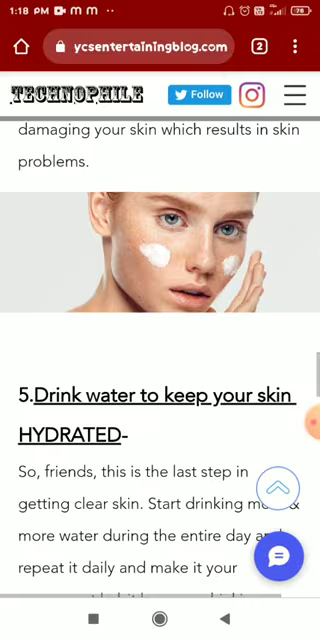 1:18 PM
78
ycsentertainingblog.com
2
TECHNOPHILE
Follow
damaging your skin which results in skin
problems.
5.Drink water to keep your skin
HYDRATED-
So, friends, this is the last step in
getting clear skin. Start drinking &
more water during the entire day
repeat it daily and make it your